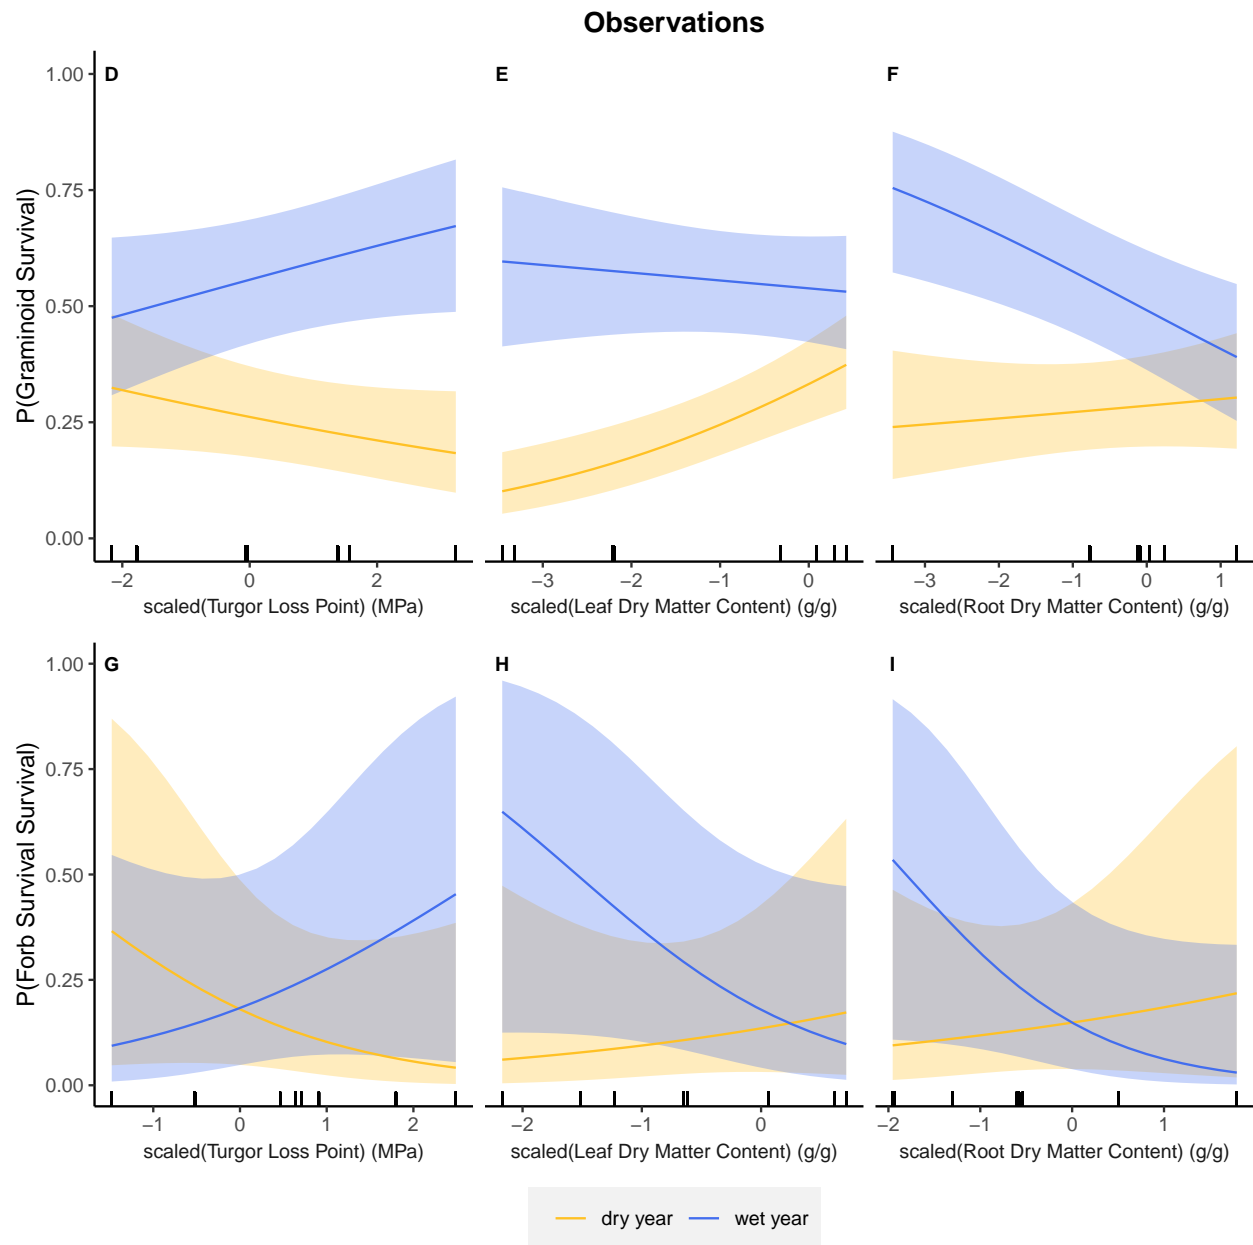 Observations
D
E
F
P(Graminoid Survival)
1.00
0.75
0.50
0.25
0.00
−2 0 2
−3 −2 −1 0
−3 −2 −1 0 1
scaled(Turgor Loss Point) (MPa)
scaled(Leaf Dry Matter Content) (g/g)
scaled(Root Dry Matter Content) (g/g)
G
H
I
P(Forb Survival Survival)
1.00
0.75
0.50
0.25
0.00
−1 0 1 2
−2 −1 0
−2 −1 0 1
scaled(Turgor Loss Point) (MPa)
scaled(Leaf Dry Matter Content) (g/g)
scaled(Root Dry Matter Content) (g/g)
dry year wet year